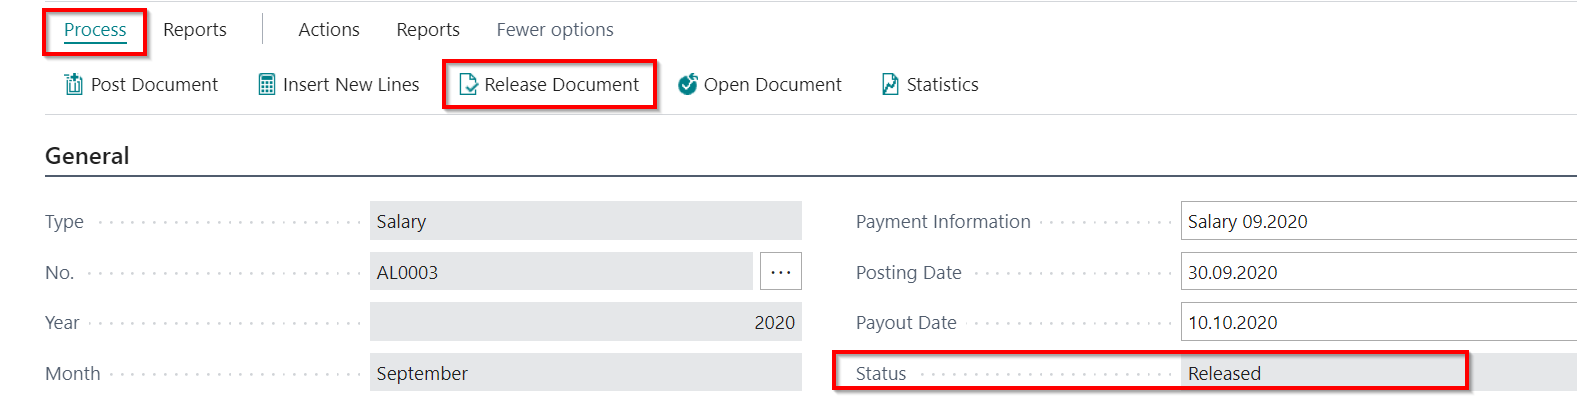 Process Reports Actions Reports Fewer options
Post Document Insert New Lines Release Document Open Document Statistics
General
Type Salary Payment Information Salary 09.2020
No. AL0003 ... Posting Date 30.09.2020
Year 2020 Payout Date 10.10.2020
Month September Status Released